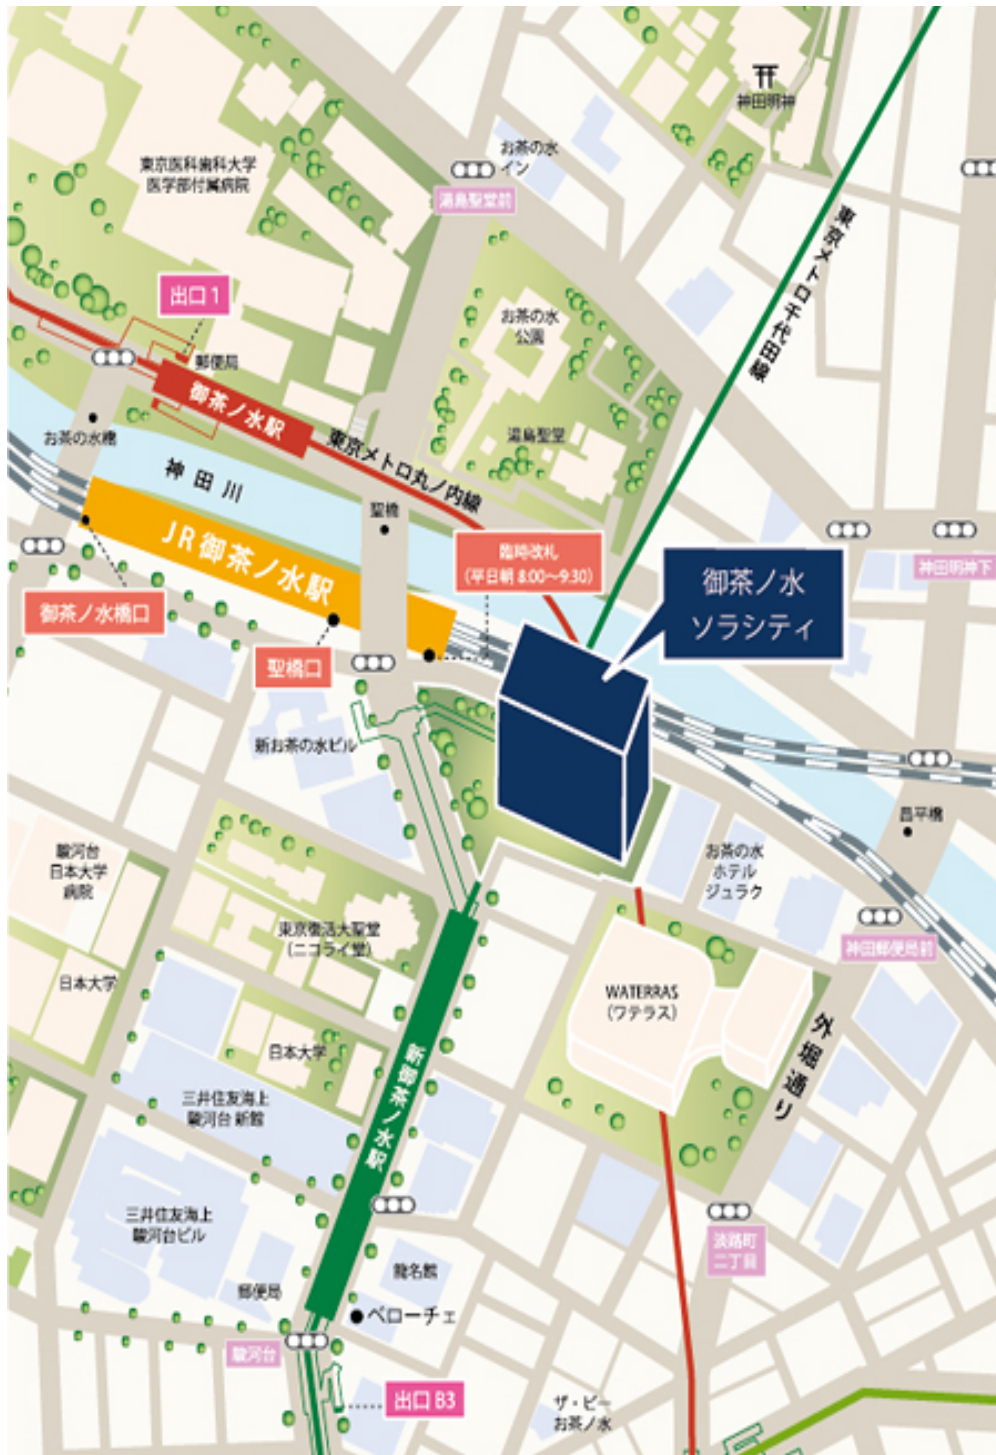 神田明神
お茶の水
イン
湯島聖堂前
東京医科歯科大学
医学部付属病院
東京メトロ千代田線
出口 1
お茶の水
公園
郵便局
御茶ノ水駅
お茶の水橋
湯島聖堂
東京メトロ丸ノ内線
神田川
聖橋
JR御茶ノ水駅
臨時改札
(平日朝 8:00〜9:30)
神田明神下
御茶ノ水
ソラシティ
御茶ノ水橋口
聖橋口
新お茶の水ビル
昌平橋
駿河台
日本大学
病院
お茶の水
ホテル
ジュラク
東京復活大聖堂
(ニコライ堂)
神田郵便局前
日本大学
WATERRAS
(ワテラス)
外堀通り
日本大学
新御茶ノ水駅
三井住友海上
駿河台 新館
三井住友海上
駿河台ビル
淡路町
二丁目
龍名館
郵便局
ベローチェ
駿河台
出口 B3
ザ・ビー
お茶ノ水